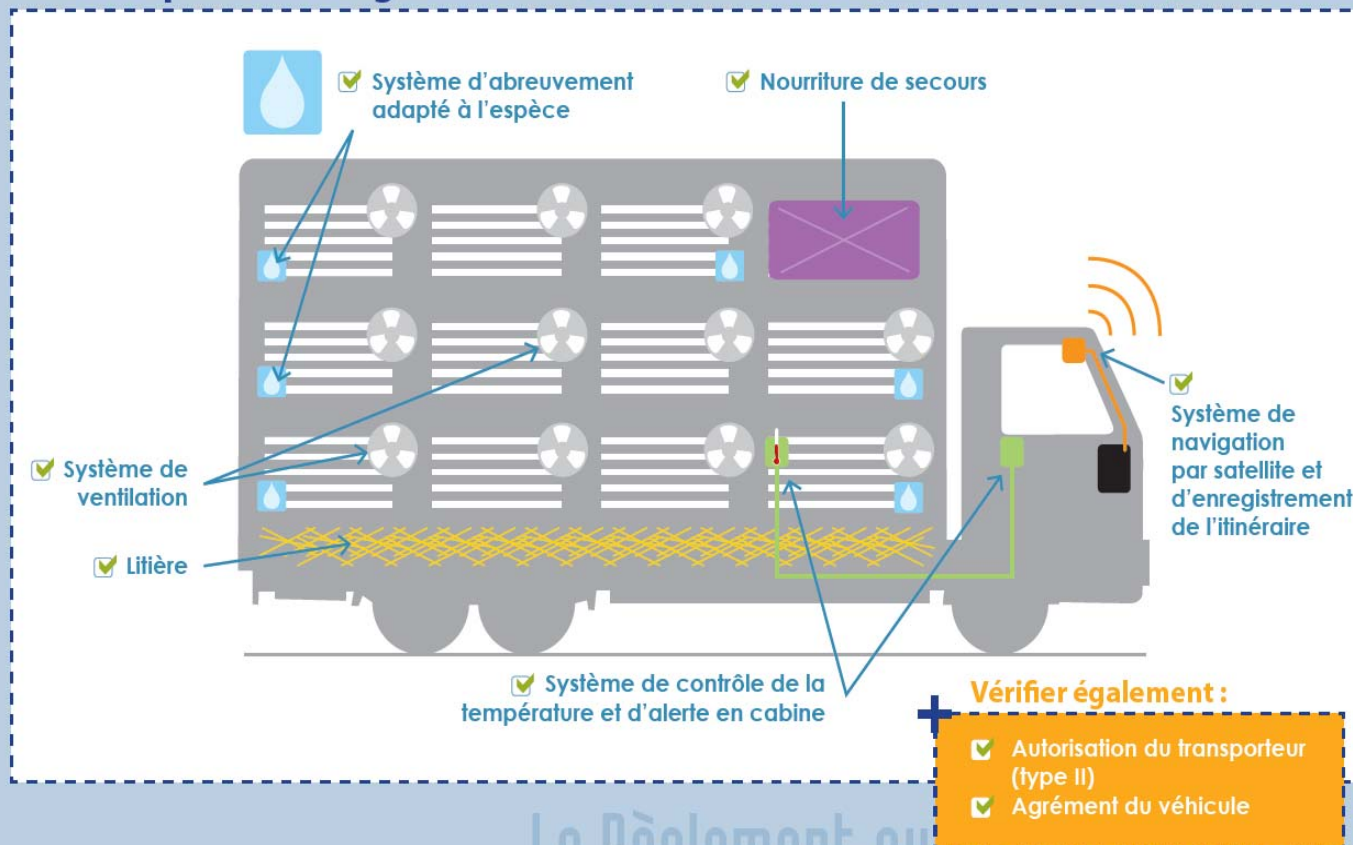 Système d'abreuvement
adapté à l'espèce
Nourriture de secours
Système de
navigation
par satellite et
d'enregistrement
de l'itinéraire
Système de
ventilation
Litière
Système de contrôle de la
température et d'alerte en cabine
Vérifier également :
Autorisation du transporteur
(type II)
Agrément du véhicule
Le Règlement